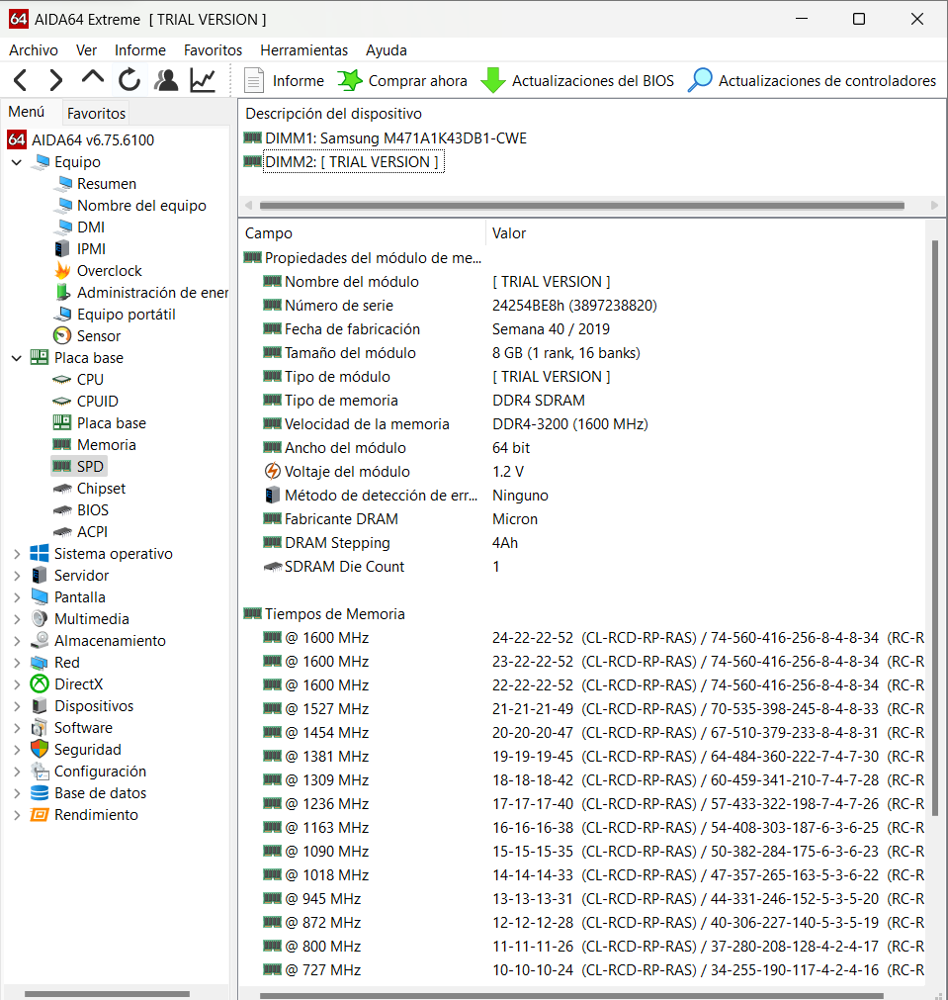 64 AIDA64 Extreme [ TRIAL VERSION ]
Archivo Ver Informe Favoritos Herramientas Ayuda
Informe Comprar ahora Actualizaciones del BIOS Actualizaciones de controladores
Menú Favoritos
64 AIDA64 v6.75.6100
Equipo
Resumen
Nombre del equipo
DMI
IPMI
Overclock
Administración de ener
Equipo portátil
Sensor
Placa base
CPU
CPUID
Placa base
Memoria
SPD
Chipset
BIOS
ACPI
Sistema operativo
Servidor
Pantalla
Multimedia
Almacenamiento
Red
DirectX
Dispositivos
Software
Seguridad
Configuración
Base de datos
Rendimiento
Descripción del dispositivo
DIMM1: Samsung M471A1K43DB1-CWE
DIMM2: [ TRIAL VERSION ]
Campo Valor
Propiedades del módulo de me...
Nombre del módulo [ TRIAL VERSION ]
Número de serie 24254BE8h (3897238820)
Fecha de fabricación Semana 40 / 2019
Tamaño del módulo 8 GB (1 rank, 16 banks)
Tipo de módulo [ TRIAL VERSION ]
Tipo de memoria DDR4 SDRAM
Velocidad de la memoria DDR4-3200 (1600 MHz)
Ancho del módulo 64 bit
Voltaje del módulo 1.2 V
Método de detección de err... Ninguno
Fabricante DRAM Micron
DRAM Stepping 4Ah
SDRAM Die Count 1
Tiempos de Memoria
@ 1600 MHz 24-22-22-52 (CL-RCD-RP-RAS) / 74-560-416-256-8-4-8-34 (RC-R
@ 1600 MHz 23-22-22-52 (CL-RCD-RP-RAS) / 74-560-416-256-8-4-8-34 (RC-R
@ 1600 MHz 22-22-22-52 (CL-RCD-RP-RAS) / 74-560-416-256-8-4-8-34 (RC-R
@ 1527 MHz 21-21-21-49 (CL-RCD-RP-RAS) / 70-535-398-245-8-4-8-33 (RC-R
@ 1454 MHz 20-20-20-47 (CL-RCD-RP-RAS) / 67-510-379-233-8-4-8-31 (RC-R
@ 1381 MHz 19-19-19-45 (CL-RCD-RP-RAS) / 64-484-360-222-7-4-7-30 (RC-R
@ 1309 MHz 18-18-18-42 (CL-RCD-RP-RAS) / 60-459-341-210-7-4-7-28 (RC-R
@ 1236 MHz 17-17-17-40 (CL-RCD-RP-RAS) / 57-433-322-198-7-4-7-26 (RC-R
@ 1163 MHz 16-16-16-38 (CL-RCD-RP-RAS) / 54-408-303-187-6-3-6-25 (RC-R
@ 1090 MHz 15-15-15-35 (CL-RCD-RP-RAS) / 50-382-284-175-6-3-6-23 (RC-R
@ 1018 MHz 14-14-14-33 (CL-RCD-RP-RAS) / 47-357-265-163-5-3-6-22 (RC-R
@ 945 MHz 13-13-13-31 (CL-RCD-RP-RAS) / 44-331-246-152-5-3-5-20 (RC-R
@ 872 MHz 12-12-12-28 (CL-RCD-RP-RAS) / 40-306-227-140-5-3-5-19 (RC-R
@ 800 MHz 11-11-11-26 (CL-RCD-RP-RAS) / 37-280-208-128-4-2-4-17 (RC-R
@ 727 MHz 10-10-10-24 (CL-RCD-RP-RAS) / 34-255-190-117-4-2-4-16 (RC-R